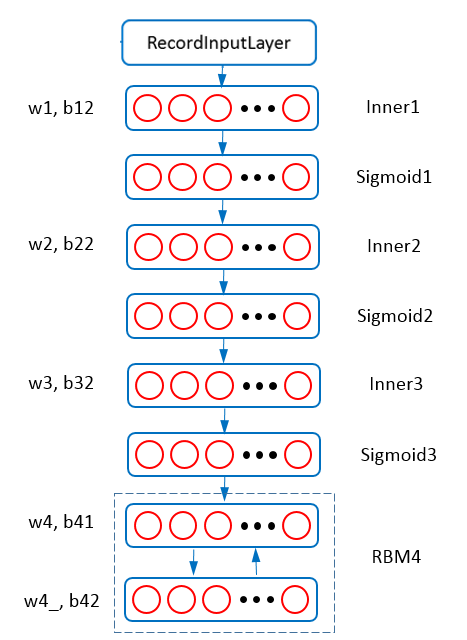 RecordInputLayer
w1, b12
Inner1
Sigmoid1
w2, b22
Inner2
Sigmoid2
w3, b32
Inner3
Sigmoid3
w4, b41
RBM4
w4_, b42